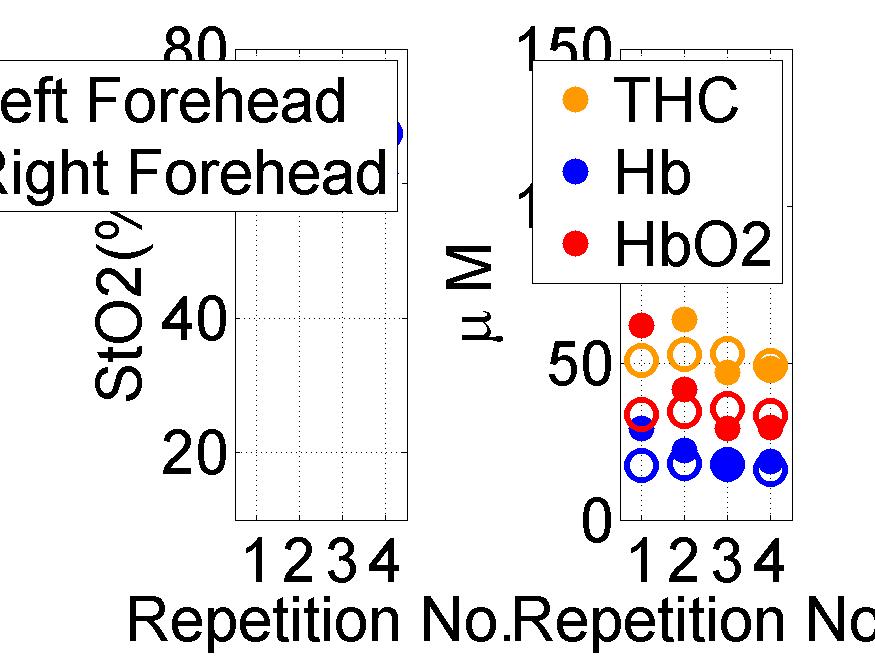 80
eft Forehead
Right Forehead
StO2(%
40
20
1 2 3 4
Repetition No.
150
1
THC
Hb
HbO2
μ M
50
0
1 2 3 4
Repetition No